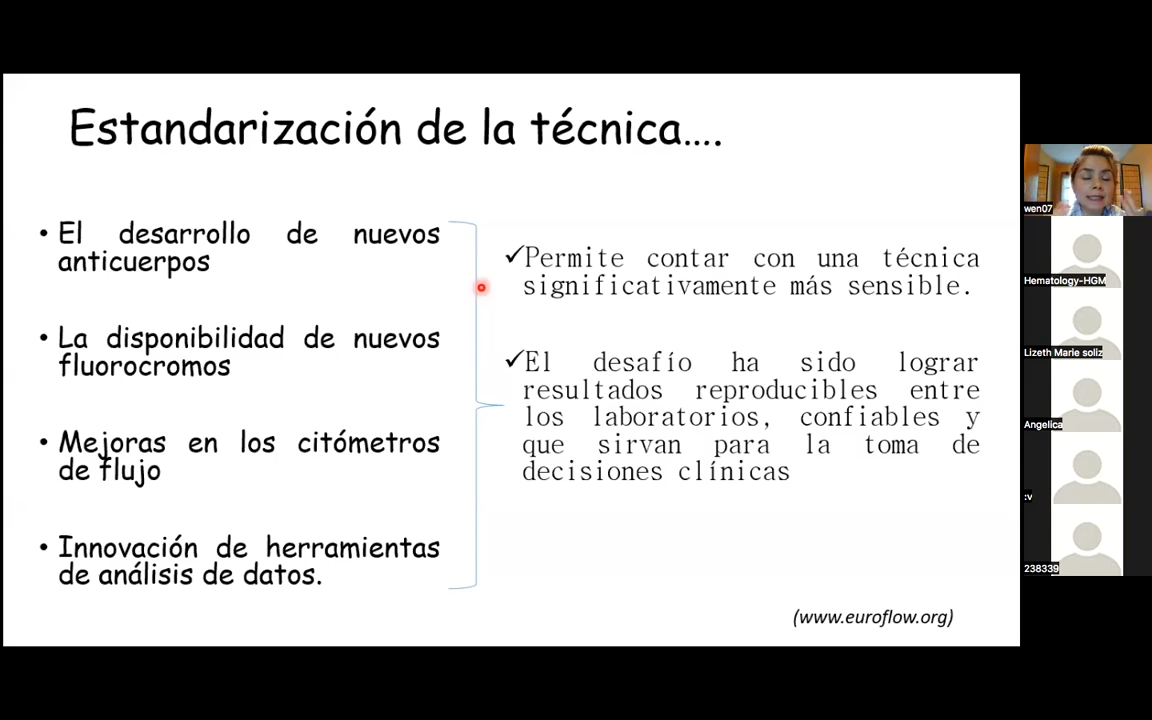 Estandarización de la técnica....
• El desarrollo de nuevos
anticuerpos
• La disponibilidad de nuevos
fluorocromos
• Mejoras en los citómetros
de flujo
• Innovación de herramientas
de análisis de datos.
✓Permite contar con una técnica
significativamente más sensible.
✓El desafío ha sido lograr
resultados reproducibles entre
los laboratorios, confiables y
que sirvan para la toma de
decisiones clínicas
(www.euroflow.org)
wen07
Hematology-HGM
Lizeth Marie soliz
Angelica
:v
238339